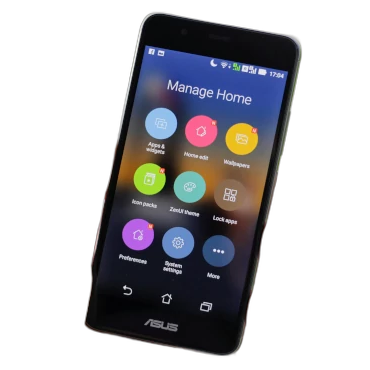 17:04
Manage Home
Apps &
widgets
Home edit
Wallpapers
Icon packs
ZenUI theme
Lock apps
Preferences
System
settings
More
ASUS